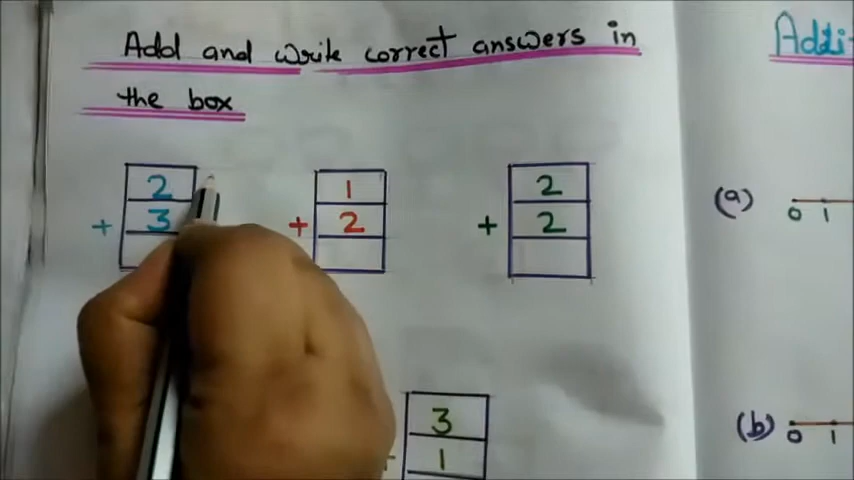 Add and write correct answers in
the box
2
+ 3
1
+ 2
2
+ 2
3
+ 1
(a)
0 1
(b)
0 1